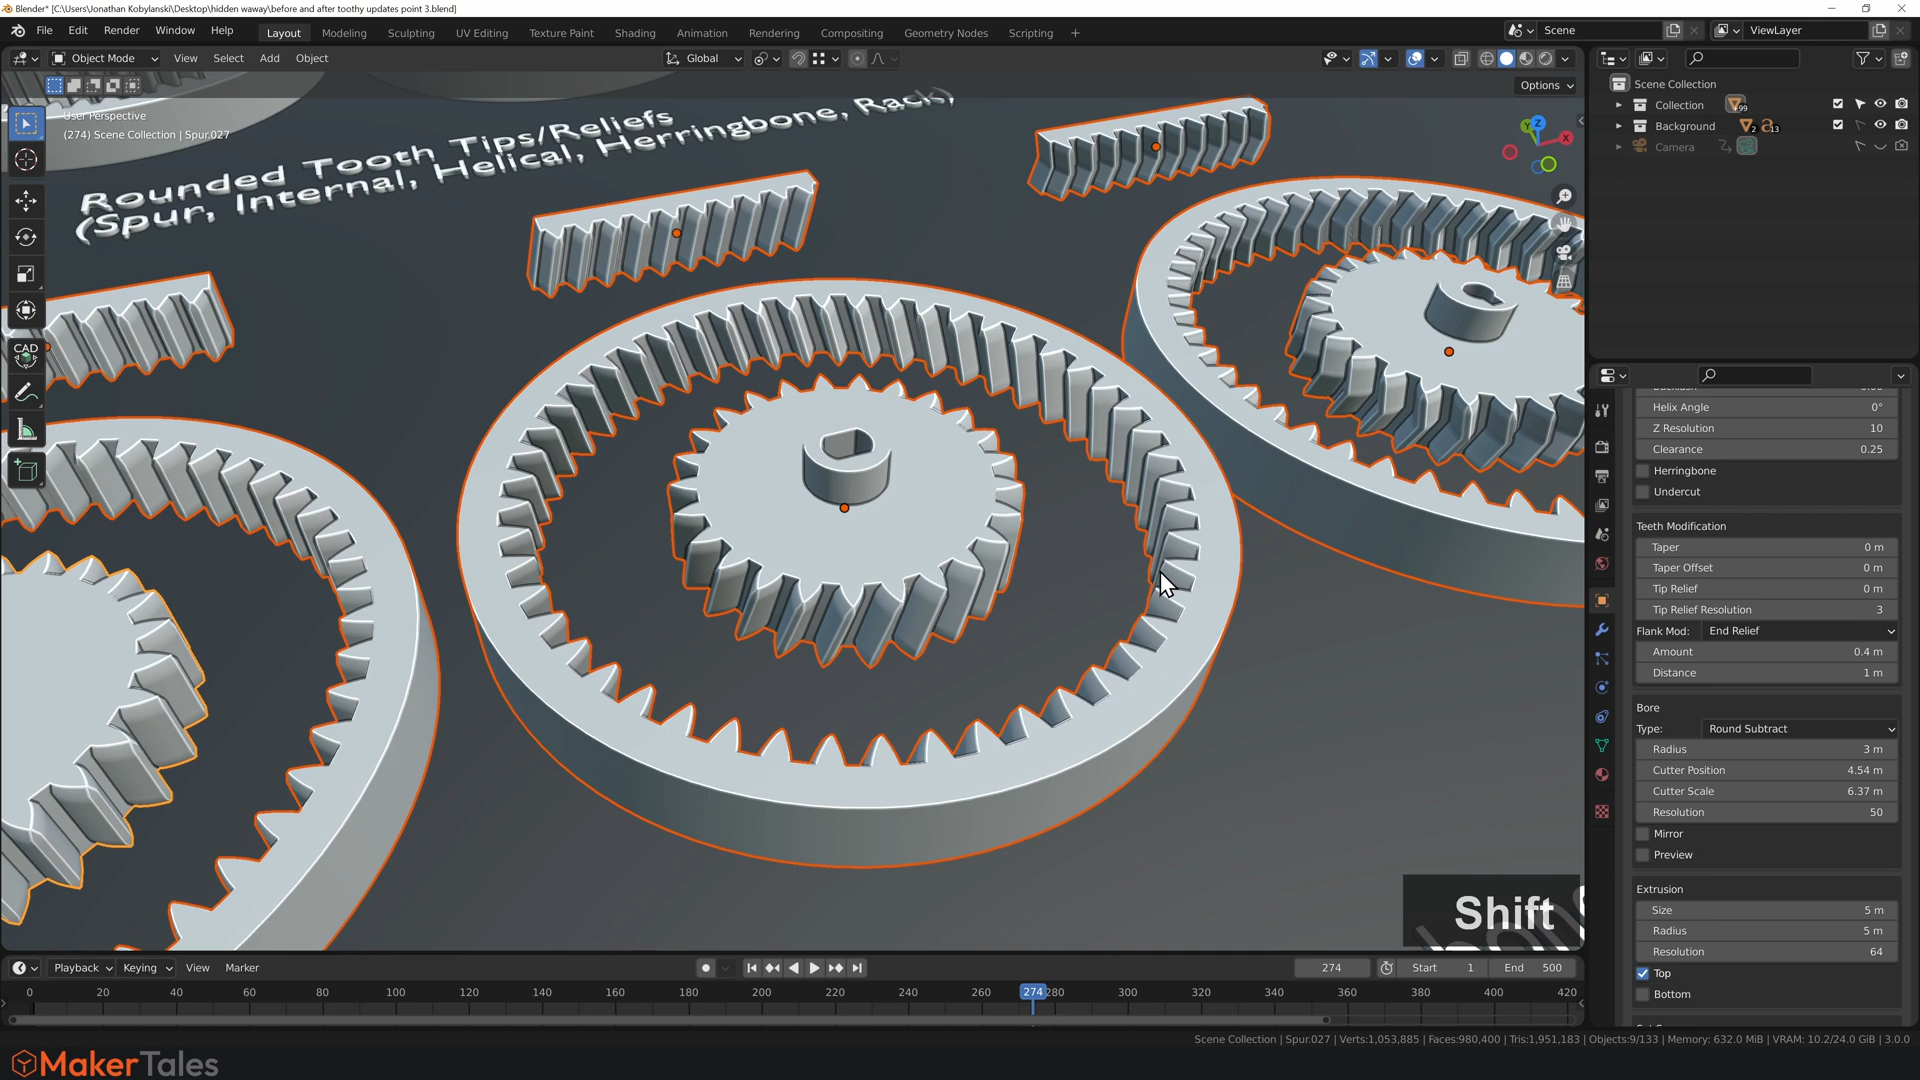 Blender* [C:\Users\Jonathan Kobylanski\Desktop\hidden waway\before and after toothy updates point 3.blend]
File Edit Render Window Help Layout Modeling Sculpting UV Editing Texture Paint Shading Animation Rendering Compositing Geometry Nodes Scripting +
Scene
ViewLayer
Object Mode View Select Add Object
Global
Options
User Perspective
(274) Scene Collection | Spur.027
Rounded Tooth Tips/Reliefs
(Spur, Internal, Helical, Herringbone, Rack)
CAD
Z
X
Y
Shift
Scene Collection
Collection 99
Background 2 13
Camera
Helix Angle 0°
Z Resolution 10
Clearance 0.25
Herringbone
Undercut
Teeth Modification
Taper 0 m
Taper Offset 0 m
Tip Relief 0 m
Tip Relief Resolution 3
Flank Mod: End Relief
Amount 0.4 m
Distance 1 m
Bore
Type: Round Subtract
Radius 3 m
Cutter Position 4.54 m
Cutter Scale 6.37 m
Resolution 50
Mirror
Preview
Extrusion
Size 5 m
Radius 5 m
Resolution 64
Top
Bottom
Playback Keying View Marker
274 Start 1 End 500
0 20 40 60 80 100 120 140 160 180 200 220 240 260 274 280 300 320 340 360 380 400 420
Scene Collection | Spur.027 | Verts:1,053,885 | Faces:980,400 | Tris:1,951,183 | Objects:9/133 | Memory: 632.0 MiB | VRAM: 10.2/24.0 GiB | 3.0.0
MakerTales